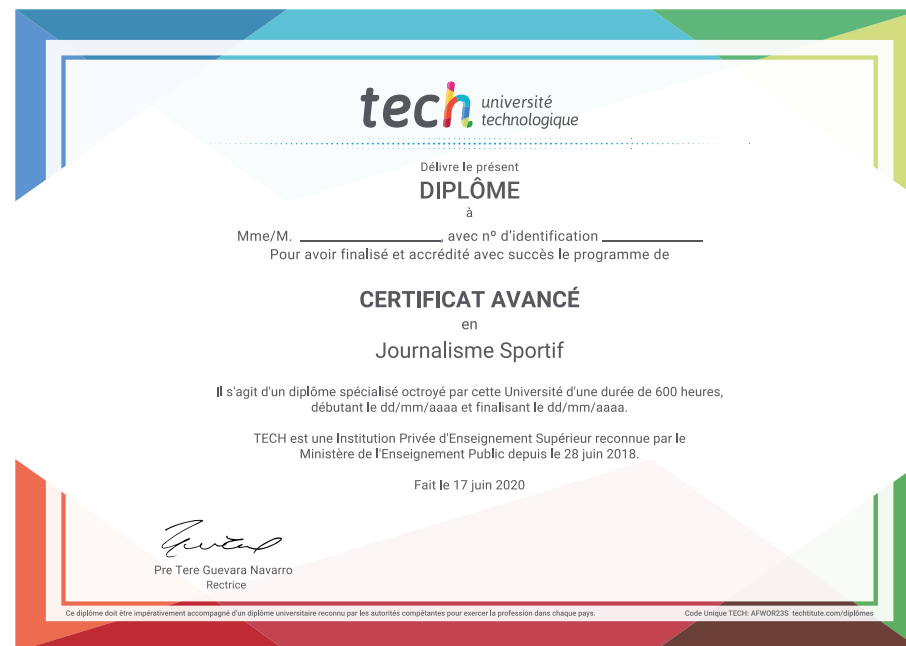 tech université
technologique
Délivre le présent
DIPLÔME
à
Mme/M. ____________________, avec nº d'identification ______________
Pour avoir finalisé et accrédité avec succès le programme de
CERTIFICAT AVANCÉ
en
Journalisme Sportif
Il s'agit d'un diplôme spécialisé octroyé par cette Université d'une durée de 600 heures,
débutant le dd/mm/aaaa et finalisant le dd/mm/aaaa.
TECH est une Institution Privée d'Enseignement Supérieur reconnue par le
Ministère de l'Enseignement Public depuis le 28 juin 2018.
Fait le 17 juin 2020
Pre Tere Guevara Navarro
Rectrice
Ce diplôme doit être impérativement accompagné d'un diplôme universitaire reconnu par les autorités compétantes pour exercer la profession dans chaque pays. Code Unique TECH: AFWOR23S techtitute.com/diplômes